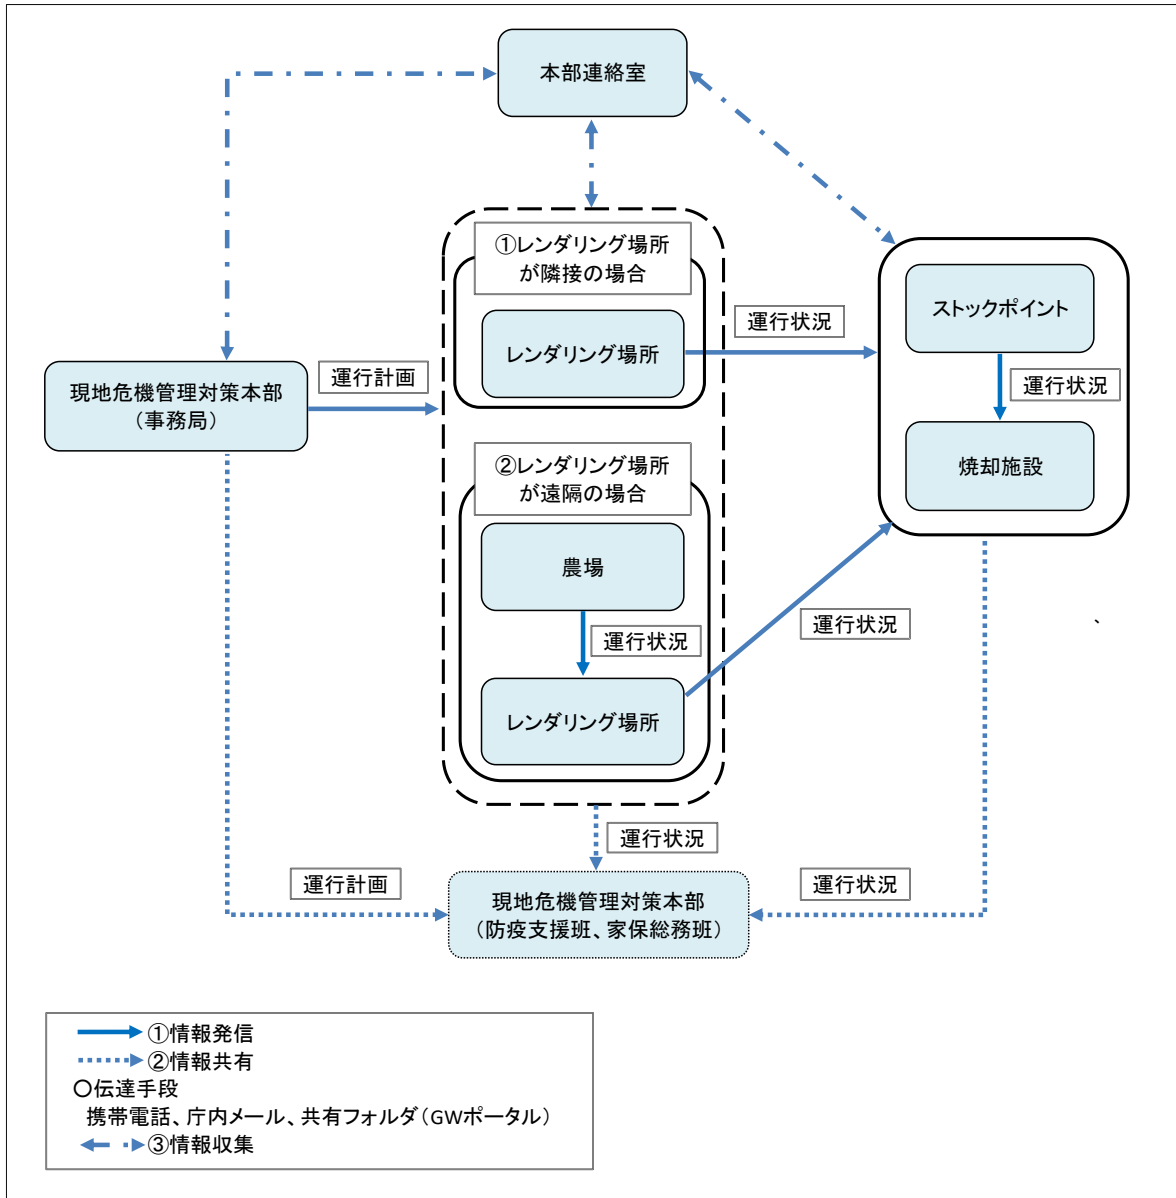 本部連絡室
①レンダリング場所
が隣接の場合
レンダリング場所
運行状況
ストックポイント
運行状況
焼却施設
現地危機管理対策本部
（事務局）
運行計画
②レンダリング場所
が遠隔の場合
農場
運行状況
レンダリング場所
運行状況
、
運行状況
運行計画
現地危機管理対策本部
（防疫支援班、家保総務班）
運行状況
①情報発信
②情報共有
〇伝達手段
携帯電話、庁内メール、共有フォルダ（GWポータル）
③情報収集